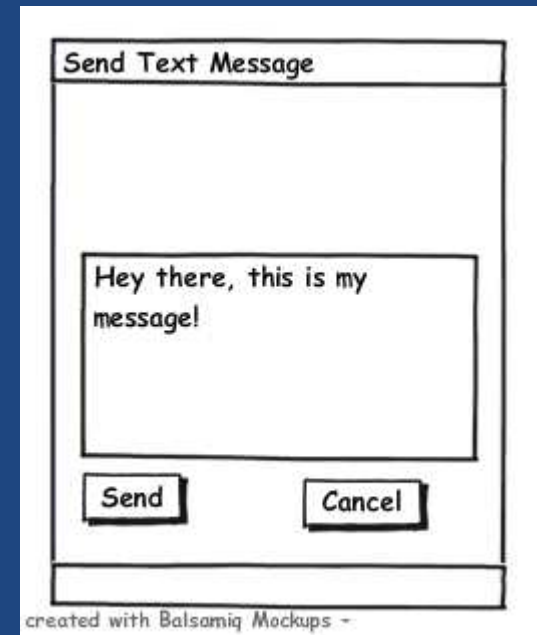 Send Text Message
Hey there, this is my
message!
Send
Cancel
created with Balsamiq Mockups -